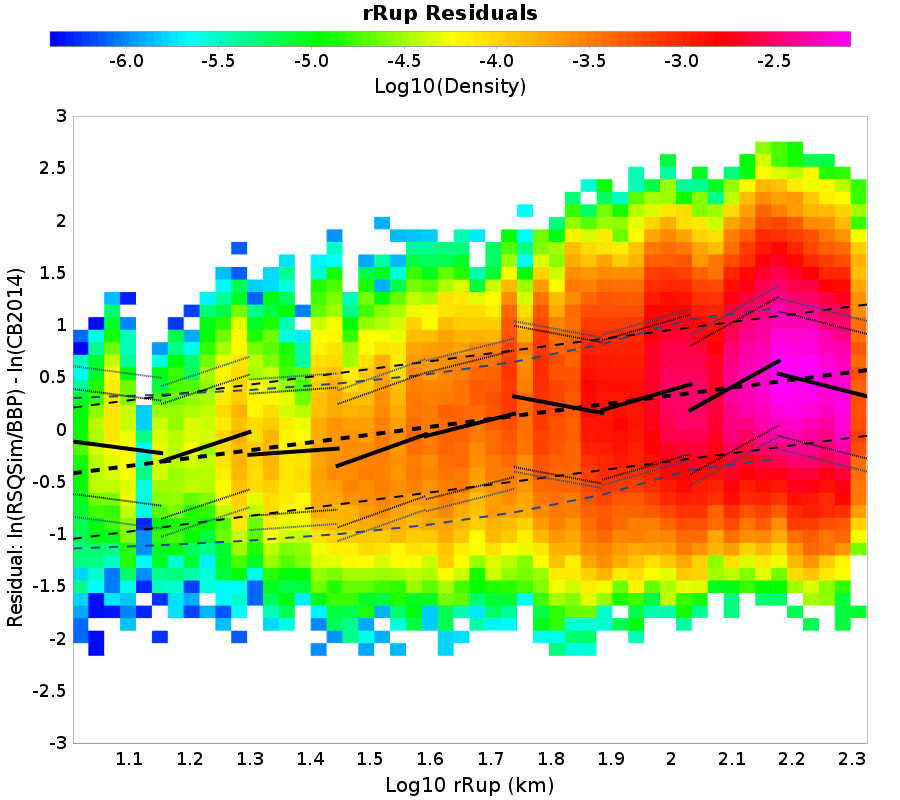 rRup Residuals
-6.0 -5.5 -5.0 -4.5 -4.0 -3.5 -3.0 -2.5
Log10(Density)
3
2.5
2
1.5
1
0.5
0
-0.5
-1
-1.5
-2
-2.5
-3
Residual: ln(RSQSim/BBP) - ln(CB2014)
1.1 1.2 1.3 1.4 1.5 1.6 1.7 1.8 1.9 2 2.1 2.2 2.3
Log10 rRup (km)